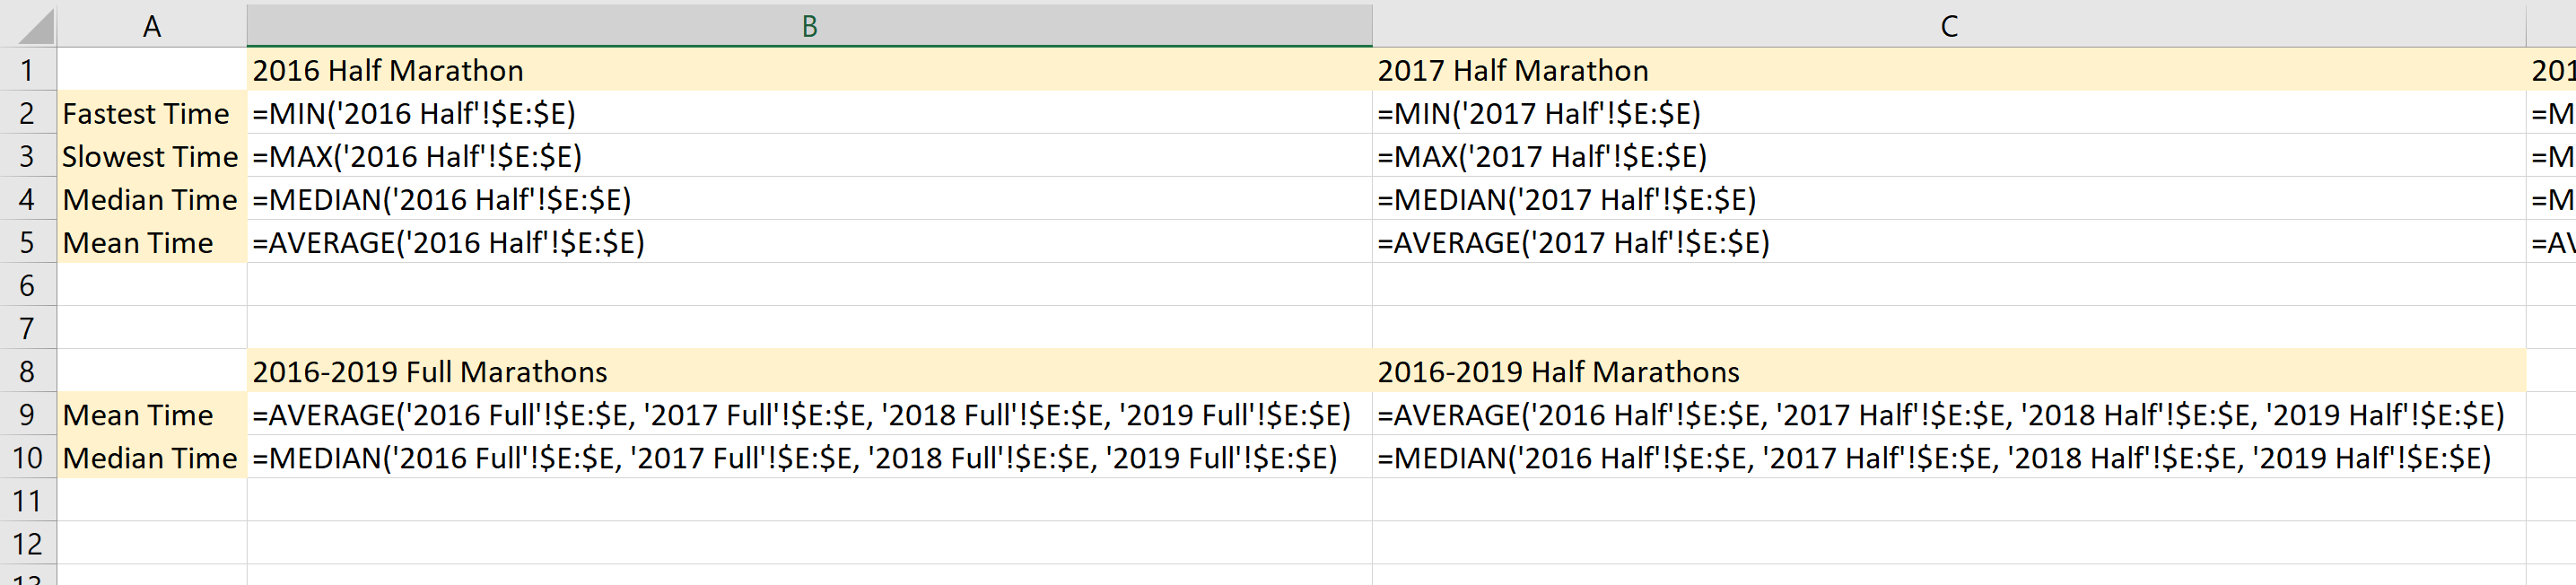 A B C
1 2016 Half Marathon 2017 Half Marathon 201
2 Fastest Time =MIN('2016 Half'!$E:$E) =MIN('2017 Half'!$E:$E) =M
3 Slowest Time =MAX('2016 Half'!$E:$E) =MAX('2017 Half'!$E:$E) =M
4 Median Time =MEDIAN('2016 Half'!$E:$E) =MEDIAN('2017 Half'!$E:$E) =M
5 Mean Time =AVERAGE('2016 Half'!$E:$E) =AVERAGE('2017 Half'!$E:$E) =AV
6
7
8 2016-2019 Full Marathons 2016-2019 Half Marathons
9 Mean Time =AVERAGE('2016 Full'!$E:$E, '2017 Full'!$E:$E, '2018 Full'!$E:$E, '2019 Full'!$E:$E) =AVERAGE('2016 Half'!$E:$E, '2017 Half'!$E:$E, '2018 Half'!$E:$E, '2019 Half'!$E:$E)
10 Median Time =MEDIAN('2016 Full'!$E:$E, '2017 Full'!$E:$E, '2018 Full'!$E:$E, '2019 Full'!$E:$E) =MEDIAN('2016 Half'!$E:$E, '2017 Half'!$E:$E, '2018 Half'!$E:$E, '2019 Half'!$E:$E)
11
12
13